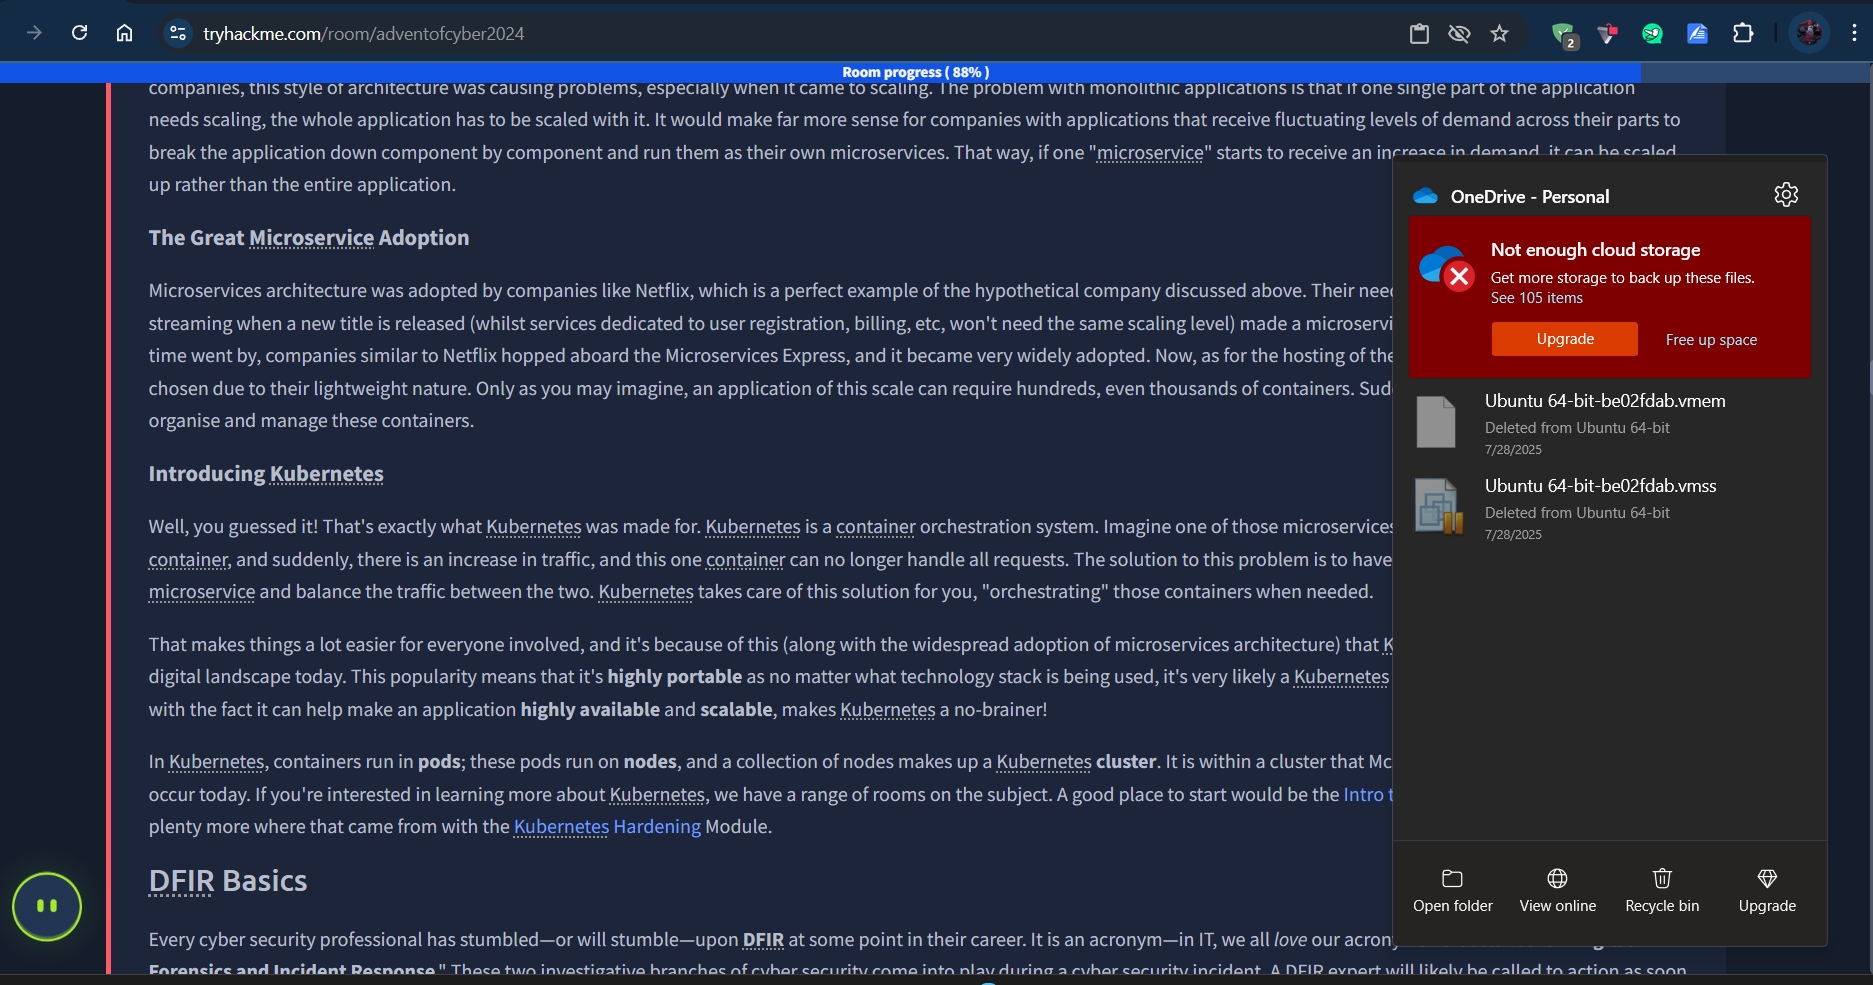 tryhackme.com/room/adventofcyber2024
2
Room progress ( 88% )
companies, this style of architecture was causing problems, especially when it came to scaling. The problem with monolithic applications is that if one single part of the application
needs scaling, the whole application has to be scaled with it. It would make far more sense for companies with applications that receive fluctuating levels of demand across their parts to
break the application down component by component and run them as their own microservices. That way, if one "microservice" starts to receive an increase in demand, it can be scaled
up rather than the entire application.
The Great Microservice Adoption
Microservices architecture was adopted by companies like Netflix, which is a perfect example of the hypothetical company discussed above. Their need
streaming when a new title is released (whilst services dedicated to user registration, billing, etc, won't need the same scaling level) made a microservi
time went by, companies similar to Netflix hopped aboard the Microservices Express, and it became very widely adopted. Now, as for the hosting of the
chosen due to their lightweight nature. Only as you may imagine, an application of this scale can require hundreds, even thousands of containers. Sud
organise and manage these containers.
Introducing Kubernetes
Well, you guessed it! That's exactly what Kubernetes was made for. Kubernetes is a container orchestration system. Imagine one of those microservices
container, and suddenly, there is an increase in traffic, and this one container can no longer handle all requests. The solution to this problem is to have
microservice and balance the traffic between the two. Kubernetes takes care of this solution for you, "orchestrating" those containers when needed.
That makes things a lot easier for everyone involved, and it's because of this (along with the widespread adoption of microservices architecture) that K
digital landscape today. This popularity means that it's highly portable as no matter what technology stack is being used, it's very likely a Kubernetes
with the fact it can help make an application highly available and scalable, makes Kubernetes a no-brainer!
In Kubernetes, containers run in pods; these pods run on nodes, and a collection of nodes makes up a Kubernetes cluster. It is within a cluster that Mc
occur today. If you're interested in learning more about Kubernetes, we have a range of rooms on the subject. A good place to start would be the Intro t
plenty more where that came from with the Kubernetes Hardening Module.
DFIR Basics
Every cyber security professional has stumbled—or will stumble—upon DFIR at some point in their career. It is an acronym—in IT, we all love our acrony
Forensics and Incident Response." These two investigative branches of cyber security come into play during a cyber security incident. A DFIR expert will likely be called to action as soon
OneDrive - Personal
Not enough cloud storage
Get more storage to back up these files.
See 105 items
Upgrade
Free up space
Ubuntu 64-bit-be02fdab.vmem
Deleted from Ubuntu 64-bit
7/28/2025
Ubuntu 64-bit-be02fdab.vmss
Deleted from Ubuntu 64-bit
7/28/2025
Open folder
View online
Recycle bin
Upgrade